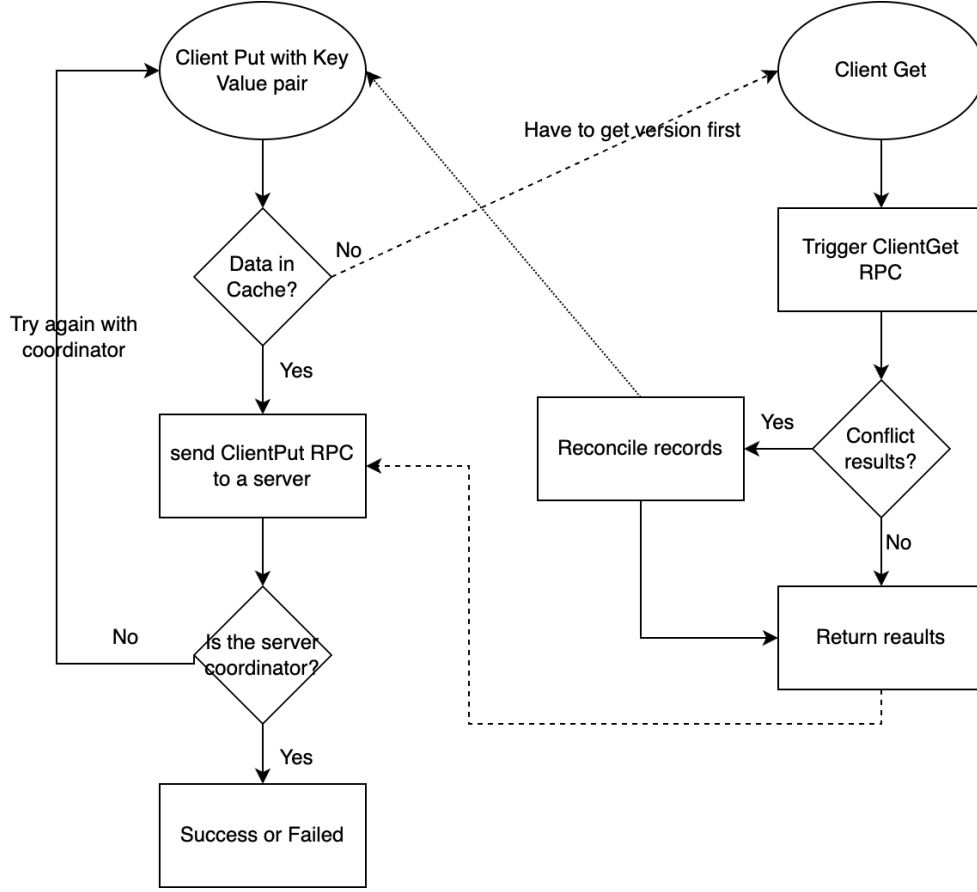 Client Put with Key
Value pair
Client Get
Have to get version first
Trigger ClientGet
RPC
No
Data in
Cache?
Try again with
coordinator
Yes
send ClientPut RPC
to a server
Reconcile records
Yes
Conflict
results?
No
No
Is the server
coordinator?
Return reaults
Yes
Success or Failed